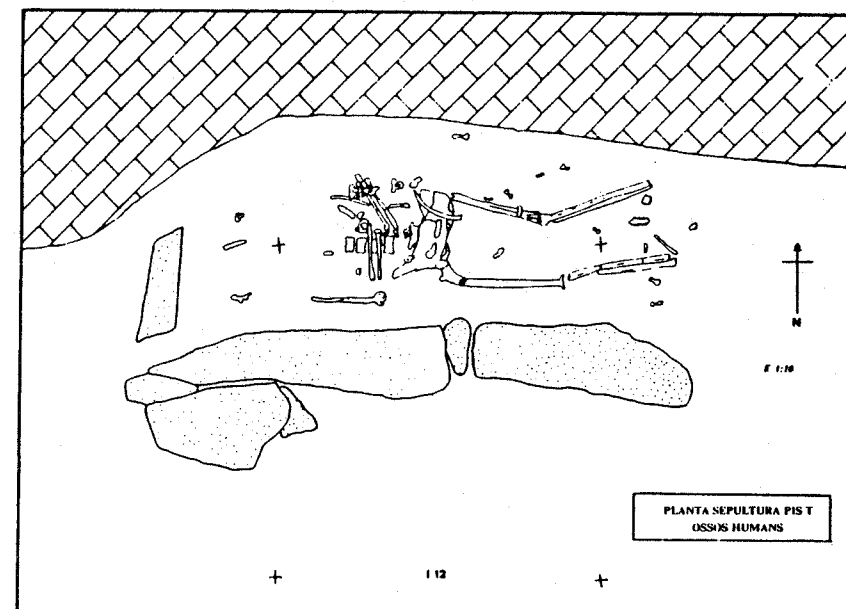 N
E 1:10
PLANTA SEPULTURA PIS T
OSSOS HUMANS
I 12